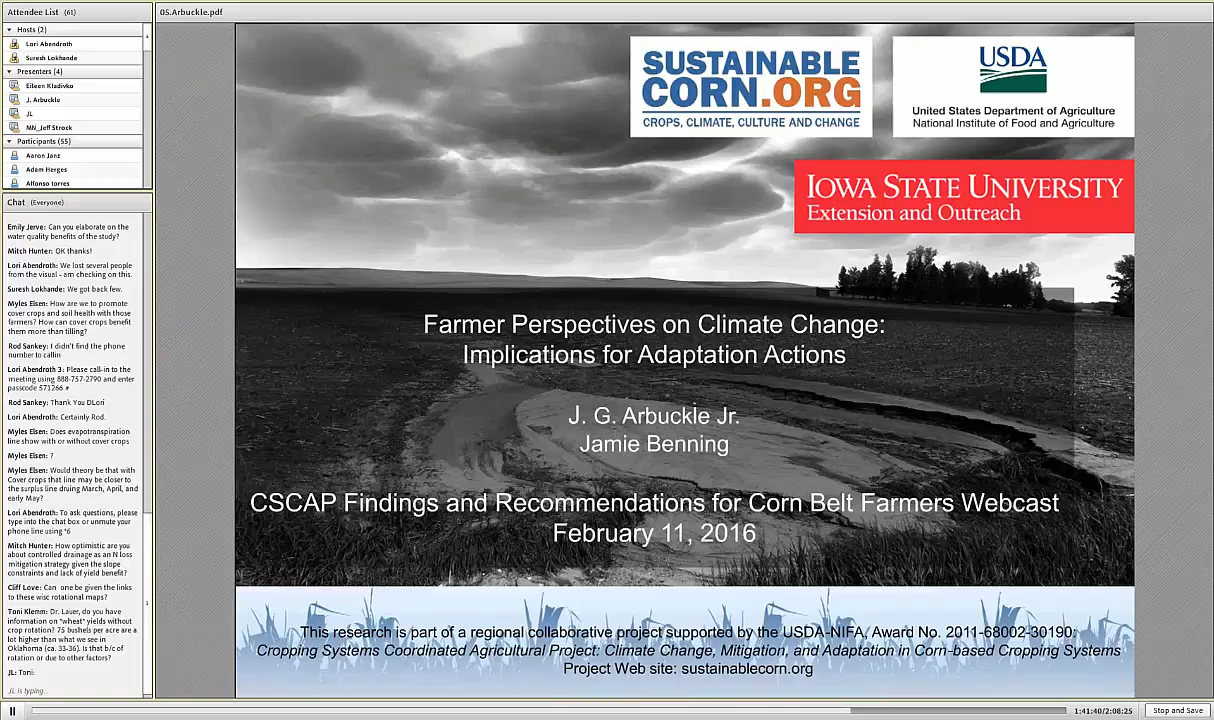 Attendee List (61)
Hosts (2)
Lori Abendroth
Suresh Lokhande
Presenters (4)
Eileen Kladivko
J. Arbuckle
JL
MN_Jeff Strock
Participants (55)
Aaron Janz
Adam Herges
Alfonso torres
Chat (Everyone)
Emily Jerve: Can you elaborate on the
water quality benefits of the study?
Mitch Hunter: OK thanks!
Lori Abendroth: We lost several people
from the visual - am checking on this.
Suresh Lokhande: We got back few.
Myles Elsen: How are we to promote
cover crops and soil health with those
farmers? How can cover crops benefit
them more than tilling?
Rod Sankey: I didn't find the phone
number to callin
Lori Abendroth 3: Please call-in to the
meeting using 888-757-2790 and enter
passcode 571266 #
Rod Sankey: Thank You DLori
Lori Abendroth: Certainly Rod.
Myles Elsen: Does evapotranspiration
line show with or without cover crops
Myles Elsen: ?
Myles Elsen: Would theory be that with
Cover crops that line may be closer to
the surplus line druing March, April, and
early May?
Lori Abendroth: To ask questions, please
type into the chat box or unmute your
phone line using *6
Mitch Hunter: How optimistic are you
about controlled drainage as an N loss
mitigation strategy given the slope
constraints and lack of yield benefit?
Cliff Love: Can one be given the links
to these wisc rotational maps?
Toni Klemm: Dr. Lauer, do you have
information on *wheat* yields without
crop rotation? 75 bushels per acre are a
lot higher than what we see in
Oklahoma (ca. 33-36). Is that b/c of
rotation or due to other factors?
JL: Toni:
JL is typing...
05.Arbuckle.pdf
SUSTAINABLE
CORN.ORG
CROPS, CLIMATE, CULTURE AND CHANGE
USDA
United States Department of Agriculture
National Institute of Food and Agriculture
IOWA STATE UNIVERSITY
Extension and Outreach
Farmer Perspectives on Climate Change:
Implications for Adaptation Actions
J. G. Arbuckle Jr.
Jamie Benning
CSCAP Findings and Recommendations for Corn Belt Farmers Webcast
February 11, 2016
This research is part of a regional collaborative project supported by the USDA-NIFA, Award No. 2011-68002-30190:
Cropping Systems Coordinated Agricultural Project: Climate Change, Mitigation, and Adaptation in Corn-based Cropping Systems
Project Web site: sustainablecorn.org
1:41:40/2:08:25
Stop and Save